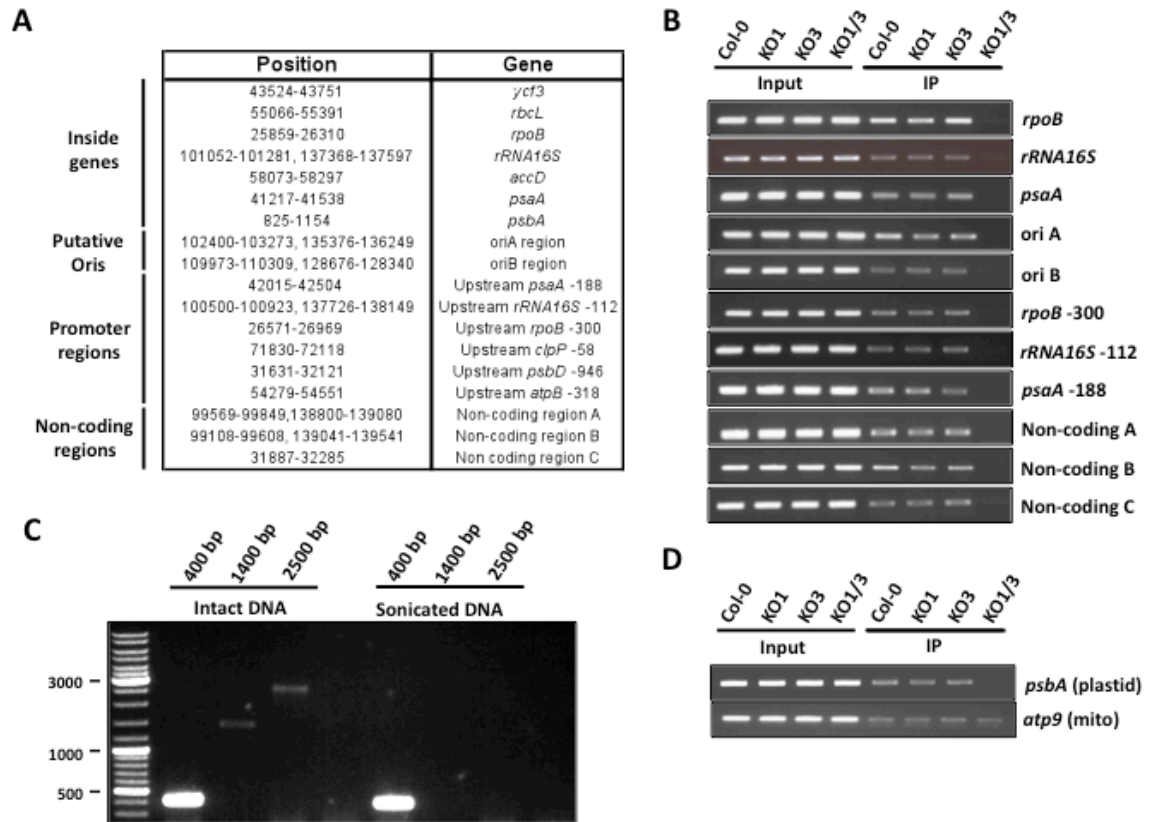 A
Position Gene
Inside genes
43524-43751 ycf3
55066-55391 rbcL
25859-26310 rpoB
101052-101281, 137368-137597 rRNA16S
58073-58297 accD
41217-41538 psaA
825-1154 psbA
Putative Oris
102400-103273, 135376-136249 oriA region
109973-110309, 128676-128340 oriB region
Promoter regions
42015-42504 Upstream psaA -188
100500-100923, 137726-138149 Upstream rRNA16S -112
26571-26969 Upstream rpoB -300
71830-72118 Upstream clpP -58
31631-32121 Upstream psbD -946
54279-54551 Upstream atpB -318
Non-coding regions
99569-99849,138800-139080 Non-coding region A
99108-99608, 139041-139541 Non-coding region B
31887-32285 Non coding region C
B
Col-0 KO1 KO3 KO1/3 Col-0 KO1 KO3 KO1/3
Input IP
rpoB
rRNA16S
psaA
ori A
ori B
rpoB -300
rRNA16S -112
psaA -188
Non-coding A
Non-coding B
Non-coding C
C
400 bp 1400 bp 2500 bp 400 bp 1400 bp 2500 bp
Intact DNA Sonicated DNA
3000
1000
500
D
Col-0 KO1 KO3 KO1/3 Col-0 KO1 KO3 KO1/3
Input IP
psbA (plastid)
atp9 (mito)